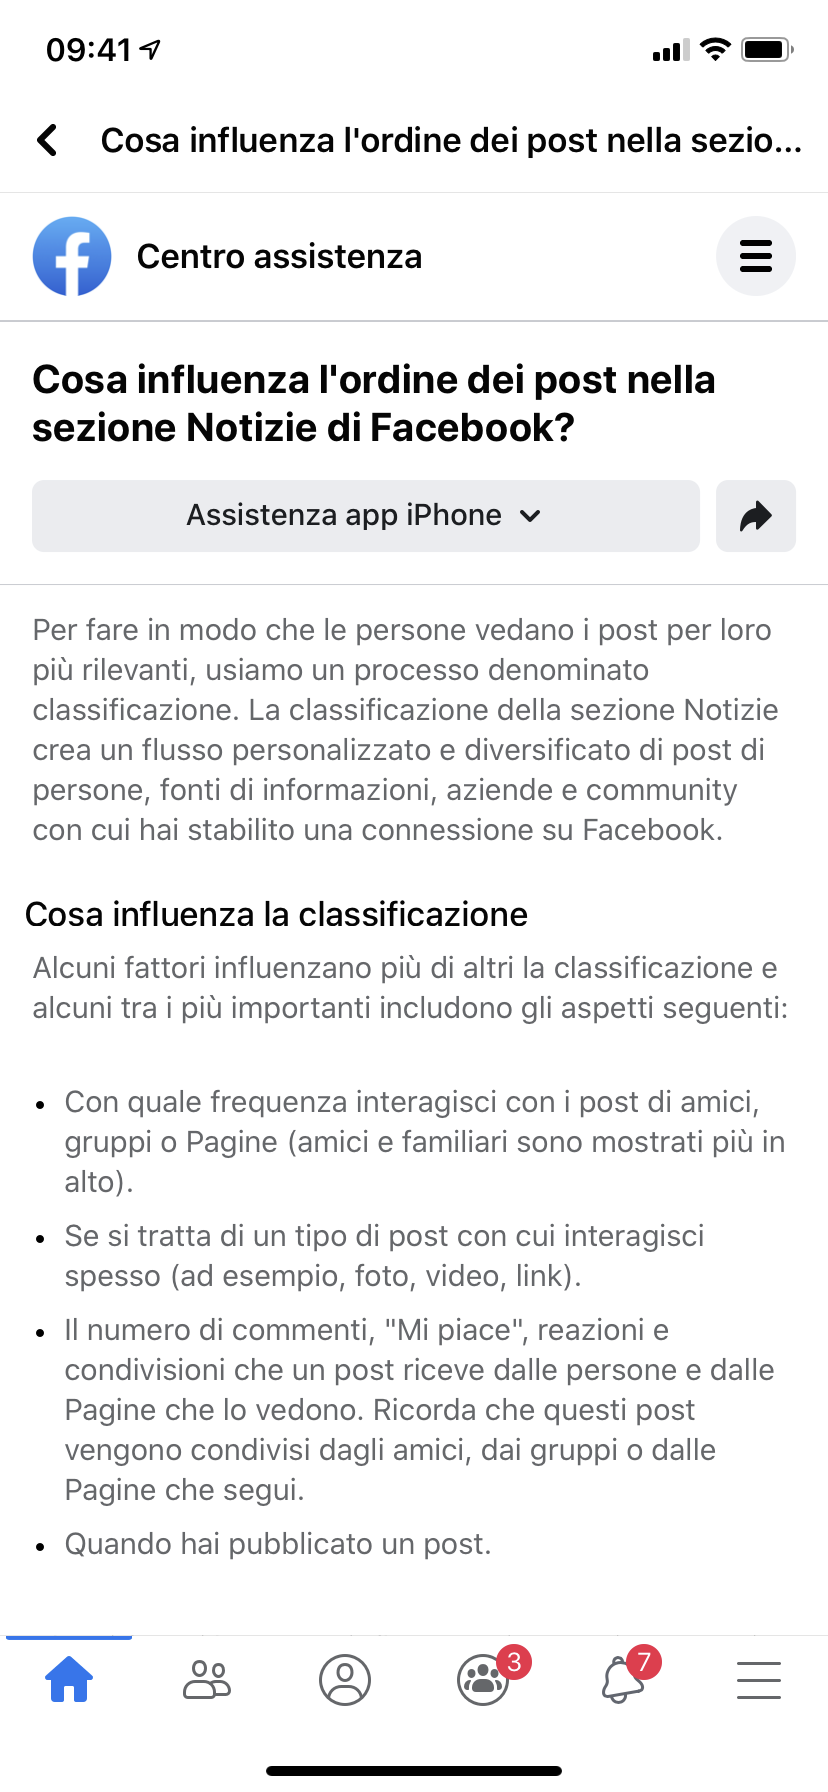 09:41
Cosa influenza l'ordine dei post nella sezio...
Centro assistenza
Cosa influenza l'ordine dei post nella
sezione Notizie di Facebook?
Assistenza app iPhone
Per fare in modo che le persone vedano i post per loro
più rilevanti, usiamo un processo denominato
classificazione. La classificazione della sezione Notizie
crea un flusso personalizzato e diversificato di post di
persone, fonti di informazioni, aziende e community
con cui hai stabilito una connessione su Facebook.
Cosa influenza la classificazione
Alcuni fattori influenzano più di altri la classificazione e
alcuni tra i più importanti includono gli aspetti seguenti:
• Con quale frequenza interagisci con i post di amici,
gruppi o Pagine (amici e familiari sono mostrati più in
alto).
• Se si tratta di un tipo di post con cui interagisci
spesso (ad esempio, foto, video, link).
• Il numero di commenti, "Mi piace", reazioni e
condivisioni che un post riceve dalle persone e dalle
Pagine che lo vedono. Ricorda che questi post
vengono condivisi dagli amici, dai gruppi o dalle
Pagine che segui.
• Quando hai pubblicato un post.
3
7